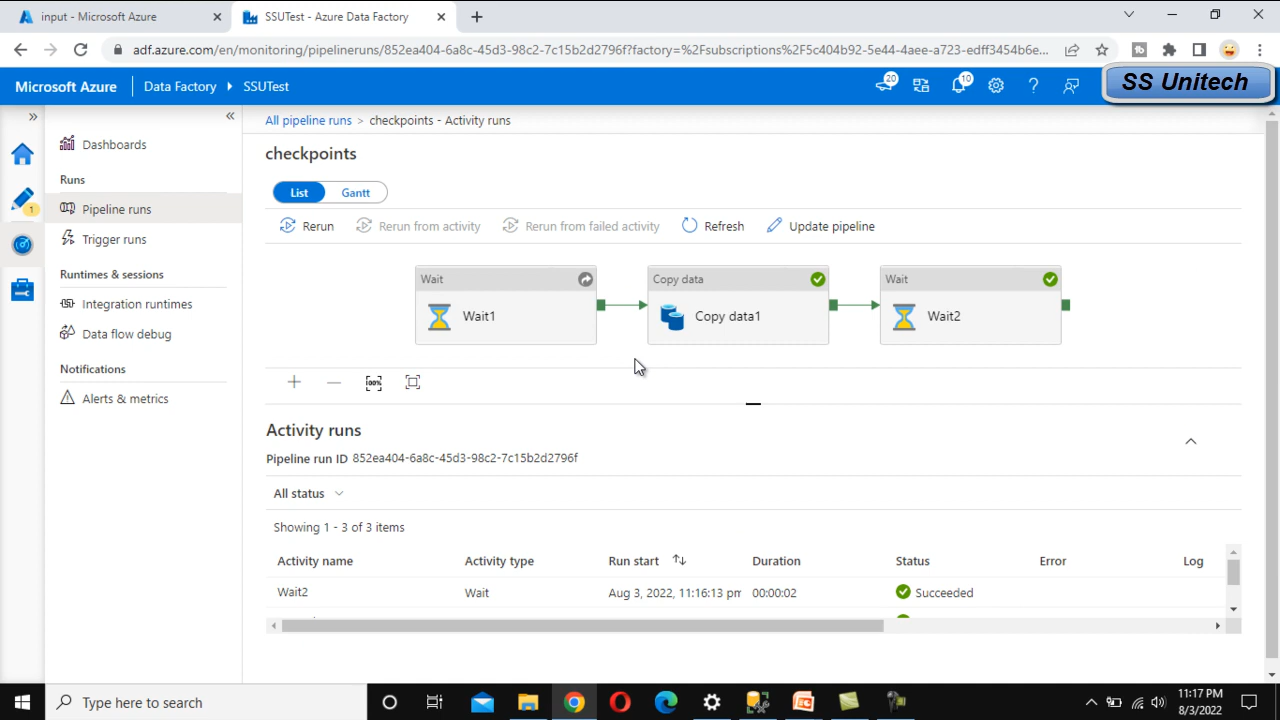 input - Microsoft Azure
SSUTest - Azure Data Factory
adf.azure.com/en/monitoring/pipelineruns/852ea404-6a8c-45d3-98c2-7c15b2d2796f?factory=%2Fsubscriptions%2F5c404b92-5e44-4aee-a723-edff3454b6e...
Microsoft Azure
Data Factory
SSUTest
20
10
SS Unitech
All pipeline runs > checkpoints - Activity runs
Dashboards
checkpoints
Runs
List
Gantt
1
Pipeline runs
Rerun
Rerun from activity
Rerun from failed activity
Refresh
Update pipeline
Trigger runs
Runtimes & sessions
Wait
Copy data
Wait
Integration runtimes
Wait1
Copy data1
Wait2
Data flow debug
Notifications
100%
Alerts & metrics
Activity runs
Pipeline run ID 852ea404-6a8c-45d3-98c2-7c15b2d2796f
All status
Showing 1 - 3 of 3 items
Activity name
Activity type
Run start
Duration
Status
Error
Log
Wait2
Wait
Aug 3, 2022, 11:16:13 pm
00:00:02
Succeeded
Type here to search
11:17 PM
8/3/2022